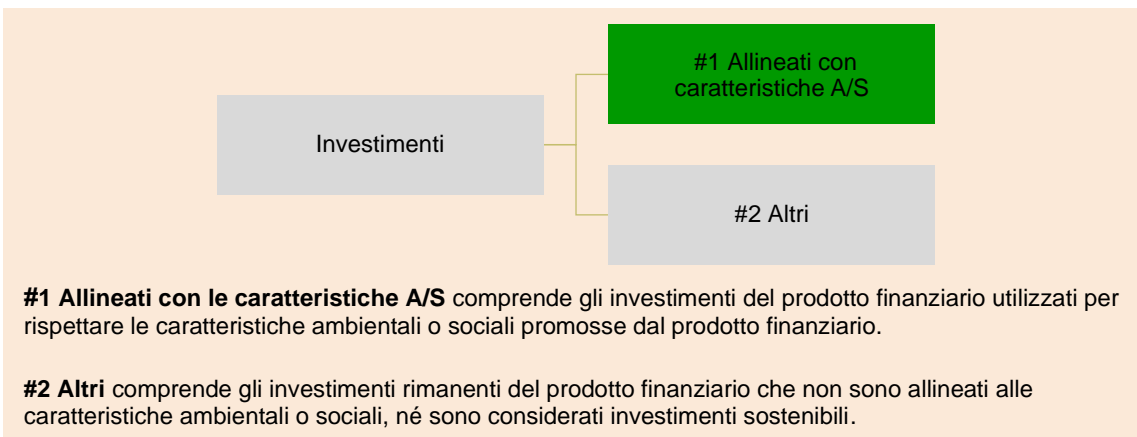 #1 Allineati con
caratteristiche A/S
Investimenti
#2 Altri
#1 Allineati con le caratteristiche A/S comprende gli investimenti del prodotto finanziario utilizzati per
rispettare le caratteristiche ambientali o sociali promosse dal prodotto finanziario.
#2 Altri comprende gli investimenti rimanenti del prodotto finanziario che non sono allineati alle
caratteristiche ambientali o sociali, né sono considerati investimenti sostenibili.